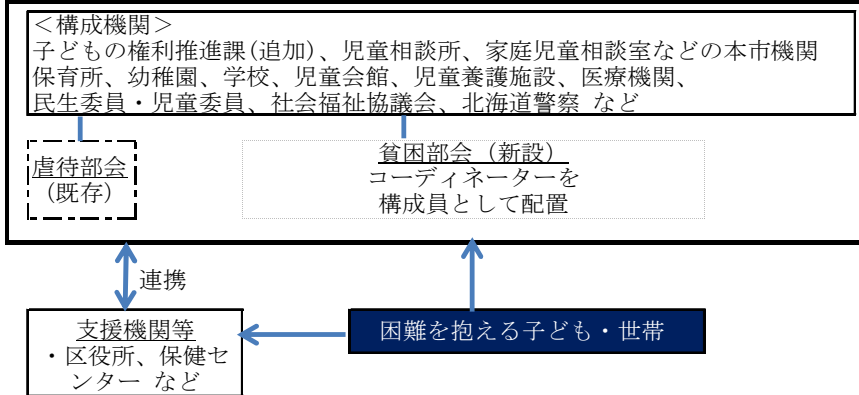 ＜構成機関＞
子どもの権利推進課(追加)、児童相談所、家庭児童相談室などの本市機関
保育所、幼稚園、学校、児童会館、児童養護施設、医療機関、
民生委員・児童委員、社会福祉協議会、北海道警察 など
虐待部会
（既存）
貧困部会（新設）
コーディネーターを
構成員として配置
連携
支援機関等
・区役所、保健セ
ンター など
困難を抱える子ども・世帯